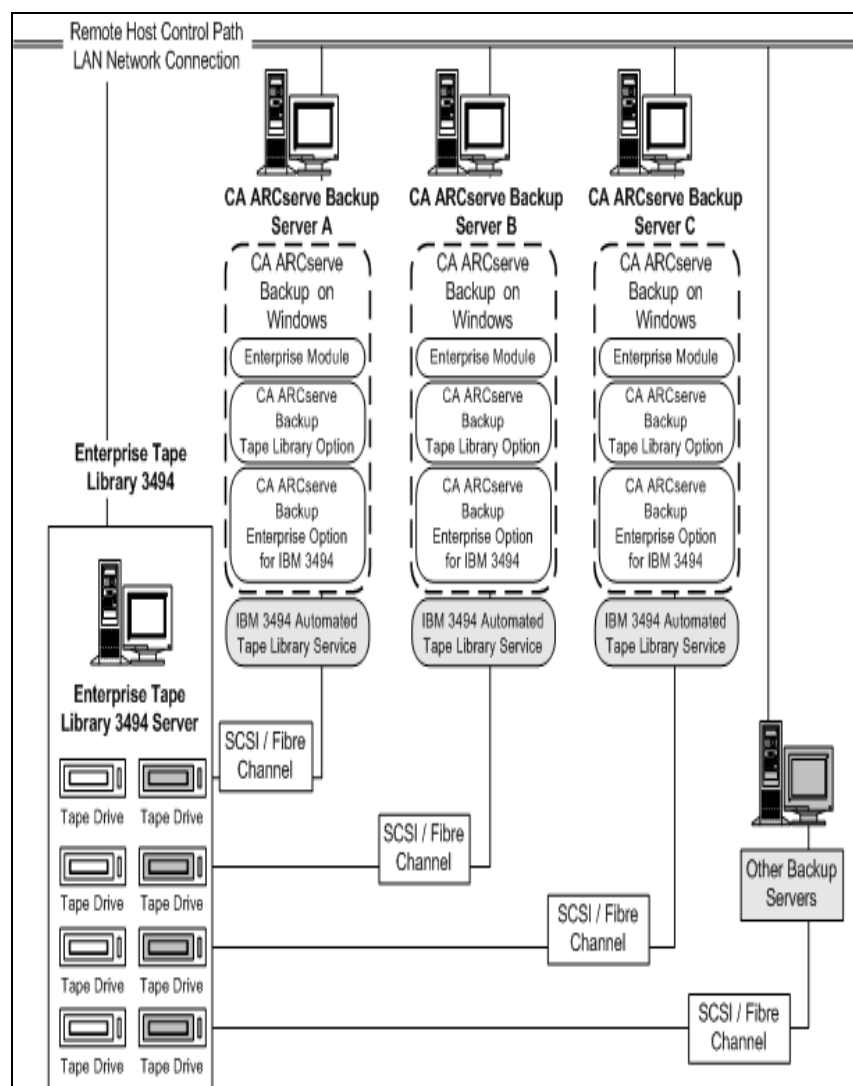 Remote Host Control Path
LAN Network Connection
CA ARCserve Backup
Server A
CA ARCserve
Backup on
Windows
Enterprise Module
CA ARCserve
Backup
Tape Library Option
CA ARCserve
Backup
Enterprise Option
for IBM 3494
IBM 3494 Automated
Tape Library Service
CA ARCserve Backup
Server B
CA ARCserve
Backup on
Windows
Enterprise Module
CA ARCserve
Backup
Tape Library Option
CA ARCserve
Backup
Enterprise Option
for IBM 3494
IBM 3494 Automated
Tape Library Service
CA ARCserve Backup
Server C
CA ARCserve
Backup on
Windows
Enterprise Module
CA ARCserve
Backup
Tape Library Option
CA ARCserve
Backup
Enterprise Option
for IBM 3494
IBM 3494 Automated
Tape Library Service
Enterprise Tape
Library 3494
Enterprise Tape
Library 3494 Server
Tape Drive
Tape Drive
Tape Drive
Tape Drive
Tape Drive
Tape Drive
Tape Drive
Tape Drive
SCSI / Fibre
Channel
SCSI / Fibre
Channel
SCSI / Fibre
Channel
Other Backup
Servers
SCSI / Fibre
Channel